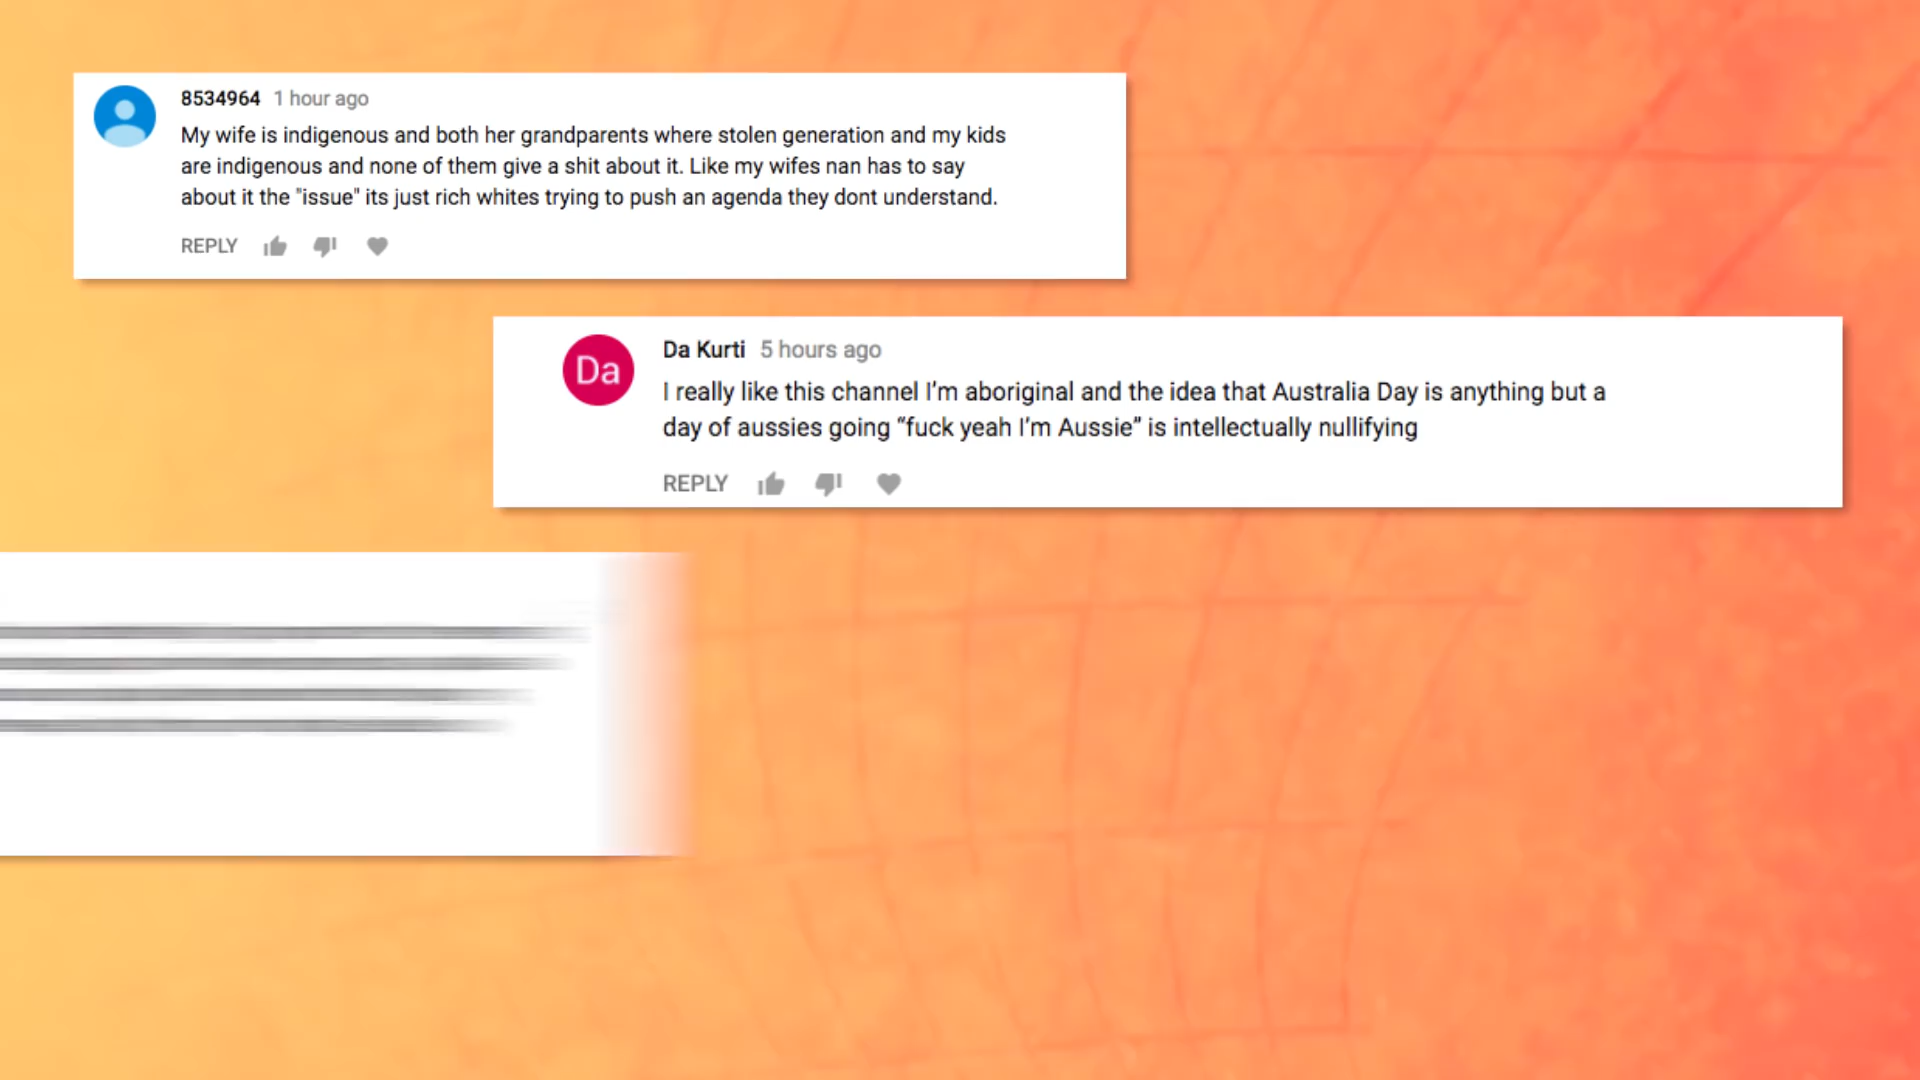 8534964 1 hour ago
My wife is indigenous and both her grandparents where stolen generation and my kids
are indigenous and none of them give a shit about it. Like my wifes nan has to say
about it the "issue" its just rich whites trying to push an agenda they dont understand.
REPLY
Da
Da Kurti 5 hours ago
I really like this channel I’m aboriginal and the idea that Australia Day is anything but a
day of aussies going “fuck yeah I’m Aussie” is intellectually nullifying
REPLY